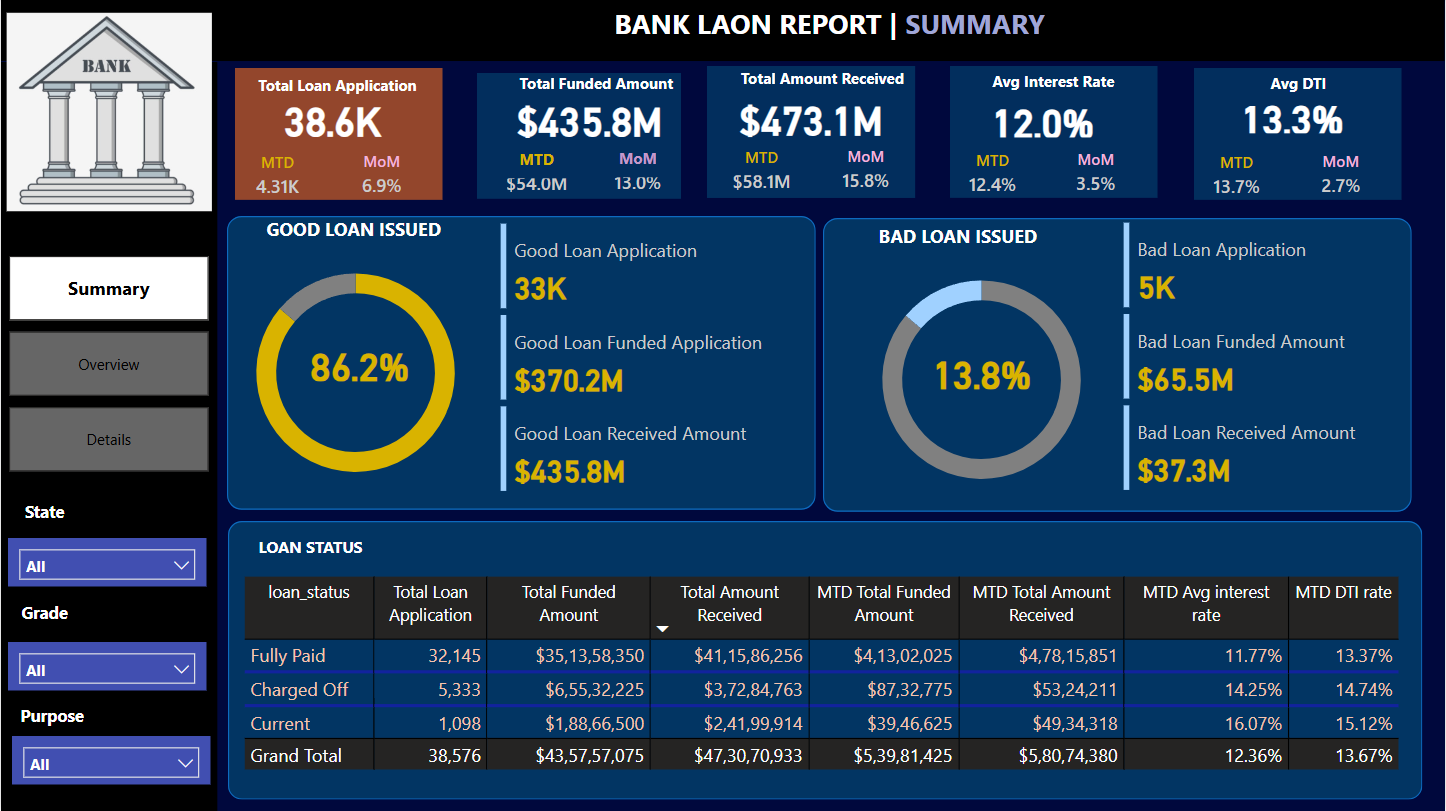 BANK LAON REPORT | SUMMARY
BANK
Total Loan Application
38.6K
MTD MoM
4.31K 6.9%
Total Funded Amount
$435.8M
MTD MoM
$54.0M 13.0%
Total Amount Received
$473.1M
MTD MoM
$58.1M 15.8%
Avg Interest Rate
12.0%
MTD MoM
12.4% 3.5%
Avg DTI
13.3%
MTD MoM
13.7% 2.7%
Summary
Overview
Details
State
All
Grade
All
Purpose
All
GOOD LOAN ISSUED
86.2%
Good Loan Application
33K
Good Loan Funded Application
$370.2M
Good Loan Received Amount
$435.8M
BAD LOAN ISSUED
13.8%
Bad Loan Application
5K
Bad Loan Funded Amount
$65.5M
Bad Loan Received Amount
$37.3M
LOAN STATUS
loan_status Total Loan Application Total Funded Amount Total Amount Received MTD Total Funded Amount MTD Total Amount Received MTD Avg interest rate MTD DTI rate
Fully Paid 32,145 $35,13,58,350 $41,15,86,256 $4,13,02,025 $4,78,15,851 11.77% 13.37%
Charged Off 5,333 $6,55,32,225 $3,72,84,763 $87,32,775 $53,24,211 14.25% 14.74%
Current 1,098 $1,88,66,500 $2,41,99,914 $39,46,625 $49,34,318 16.07% 15.12%
Grand Total 38,576 $43,57,57,075 $47,30,70,933 $5,39,81,425 $5,80,74,380 12.36% 13.67%